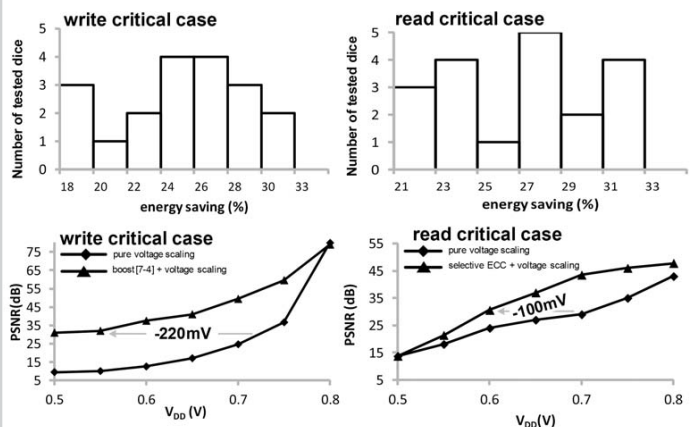 write critical case
Number of tested dice
5
4
3
2
1
0
18 20 22 24 26 28 30 33
energy saving (%)
read critical case
Number of tested dice
5
4
3
2
1
0
21 23 25 27 29 31 33
energy saving (%)
write critical case
pure voltage scaling
boost[7-4] + voltage scaling
PSNR(dB)
75
65
55
45
35
25
15
5
-220mV
0.5 0.6 0.7 0.8
VDD (V)
read critical case
pure voltage scaling
selective ECC + voltage scaling
PSNR (dB)
55
45
35
25
15
5
-100mV
0.5 0.6 0.7 0.8
VDD(V)